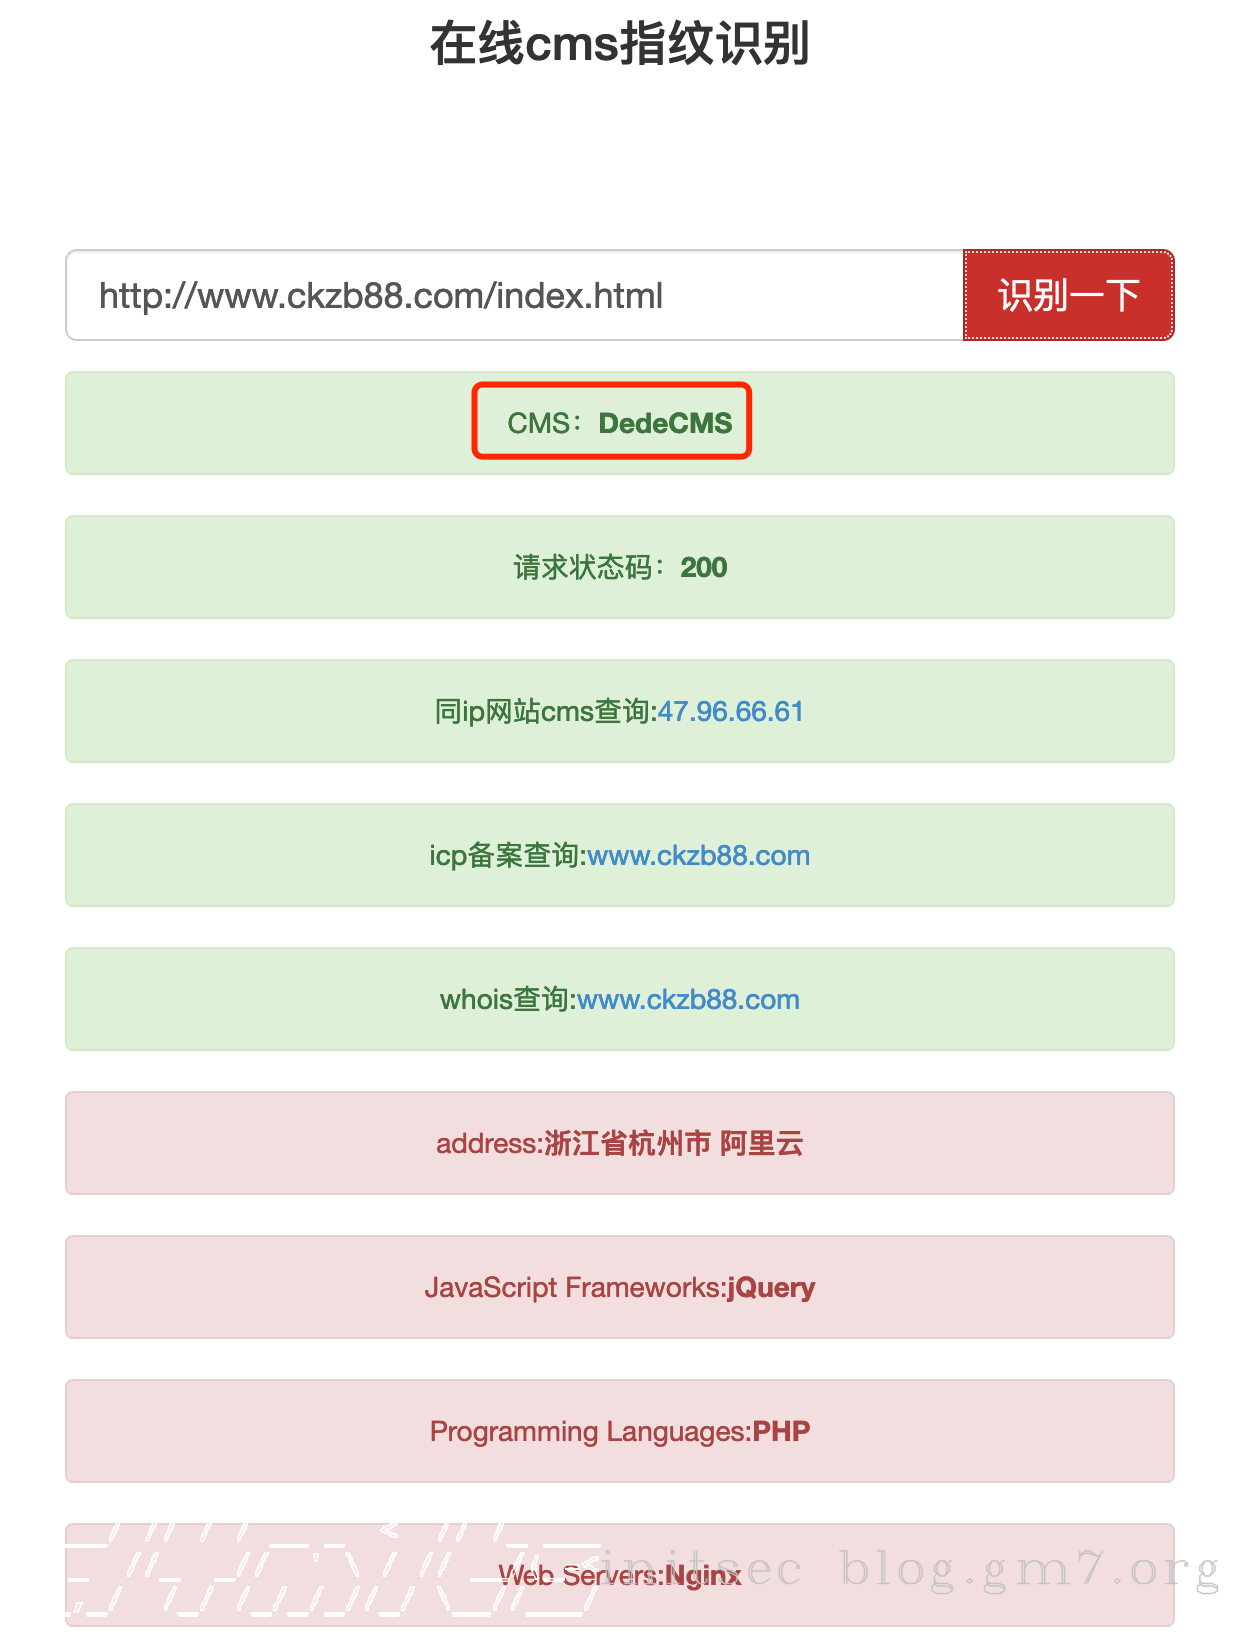 在线cms指纹识别
http://www.ckzb88.com/index.html
识别一下
CMS：DedeCMS
请求状态码：200
同ip网站cms查询:47.96.66.61
icp备案查询:www.ckzb88.com
whois查询:www.ckzb88.com
address:浙江省杭州市 阿里云
JavaScript Frameworks:jQuery
Programming Languages:PHP
Web Servers:Nginx
initsec blog.gm7.org